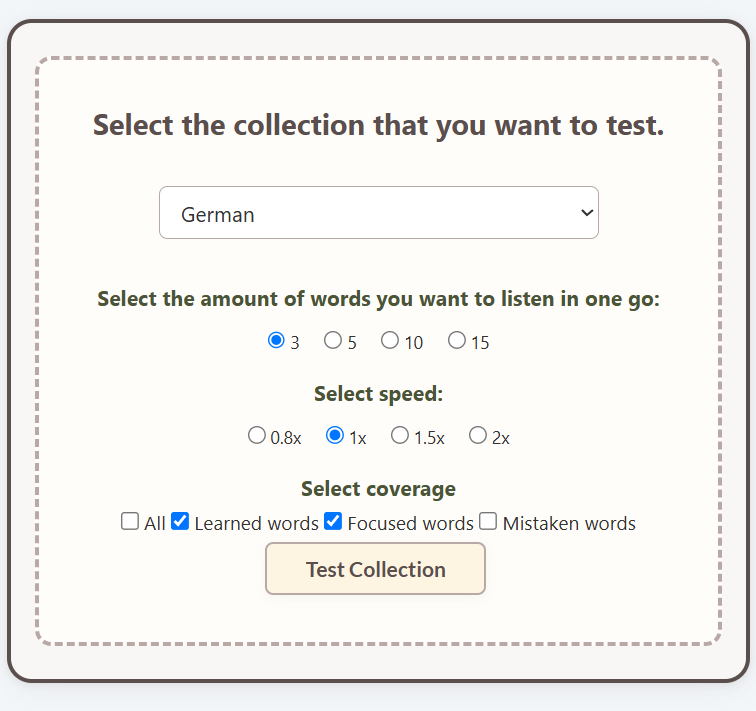 Select the collection that you want to test.
German
Select the amount of words you want to listen in one go:
3 5 10 15
Select speed:
0.8x 1x 1.5x 2x
Select coverage
All Learned words Focused words Mistaken words
Test Collection